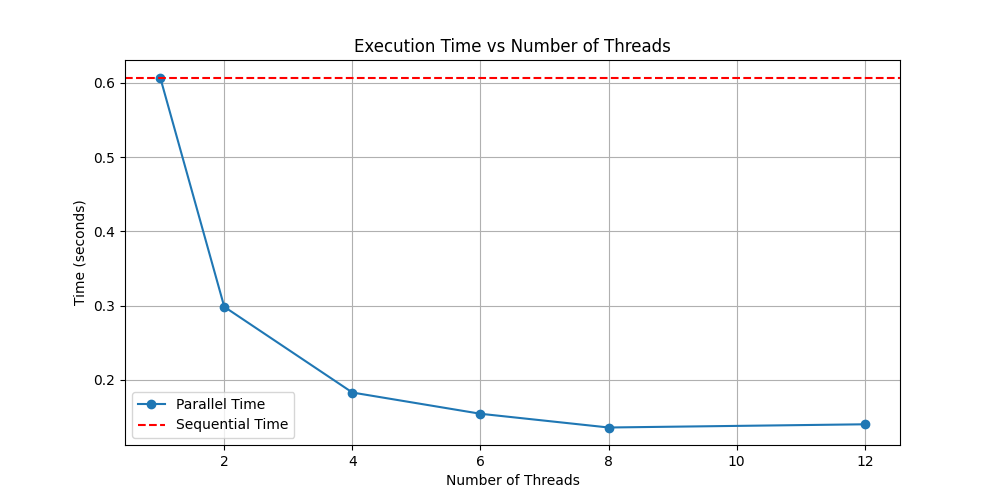 Execution Time vs Number of Threads
0.6
0.5
0.4
0.3
0.2
Time (seconds)
Parallel Time
Sequential Time
2 4 6 8 10 12
Number of Threads